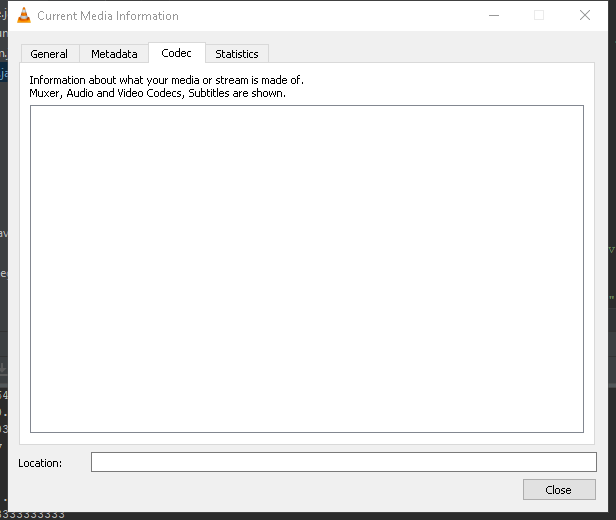 Current Media Information
General Metadata Codec Statistics
Information about what your media or stream is made of.
Muxer, Audio and Video Codecs, Subtitles are shown.
Location:
Close
3333333333